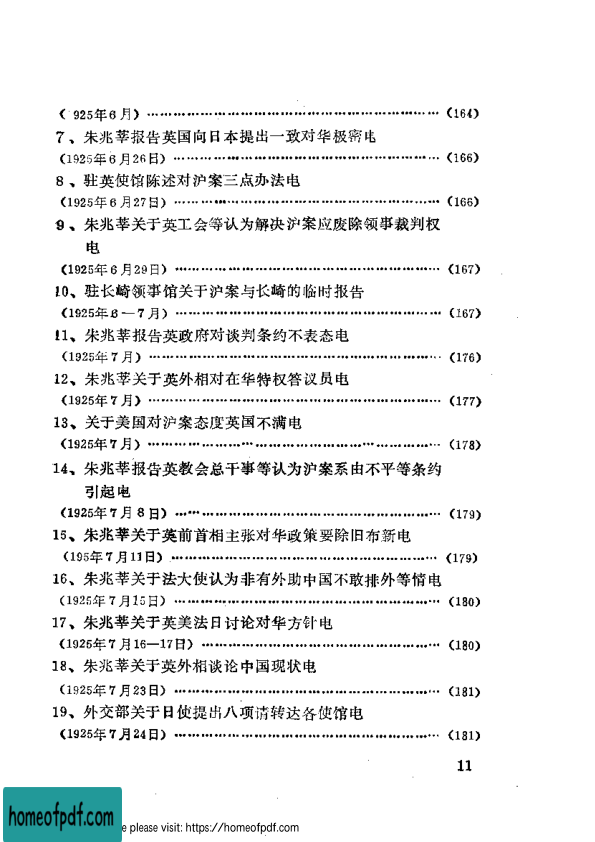 ( 925年6月) ………………………………………………… (164)
7、朱兆莘报告英国向日本提出一致对华极密电
(1925年6月26日) ………………………………………………… (166)
8、驻英使馆陈述对沪案三点办法电
(1925年6月27日) ………………………………………………… (166)
9、朱兆莘关于英工会等认为解决沪案应废除领事裁判权
电
(1925年6月29日) ………………………………………………… (167)
10、驻长崎领事馆关于沪案与长崎的临时报告
(1925年6—7月) ………………………………………………… (167)
11、朱兆莘报告英政府对谈判条约不表态电
(1925年7月) ………………………………………………… (176)
12、朱兆莘关于英外相对在华特权答议员电
(1925年7月) ………………………………………………… (177)
13、关于美国对沪案态度英国不满电
(1925年7月) ………………………………………………… (178)
14、朱兆莘报告英教会总干事等认为沪案系由不平等条约
引起电
(1925年7月8日) ………………………………………………… (179)
15、朱兆莘关于英前首相主张对华政策要除旧布新电
(195年7月11日) ………………………………………………… (179)
16、朱兆莘关于法大使认为非有外助中国不敢排外等情电
(1925年7月15日) ………………………………………………… (180)
17、朱兆莘关于英美法日讨论对华方针电
(1925年7月16—17日) ………………………………………………… (180)
18、朱兆莘关于英外相谈论中国现状电
(1925年7月23日) ………………………………………………… (181)
19、外交部关于日使提出八项请转达各使馆电
(1925年7月24日) ………………………………………………… (181)
11
homeofpdf.com
e please visit: https://homeofpdf.com